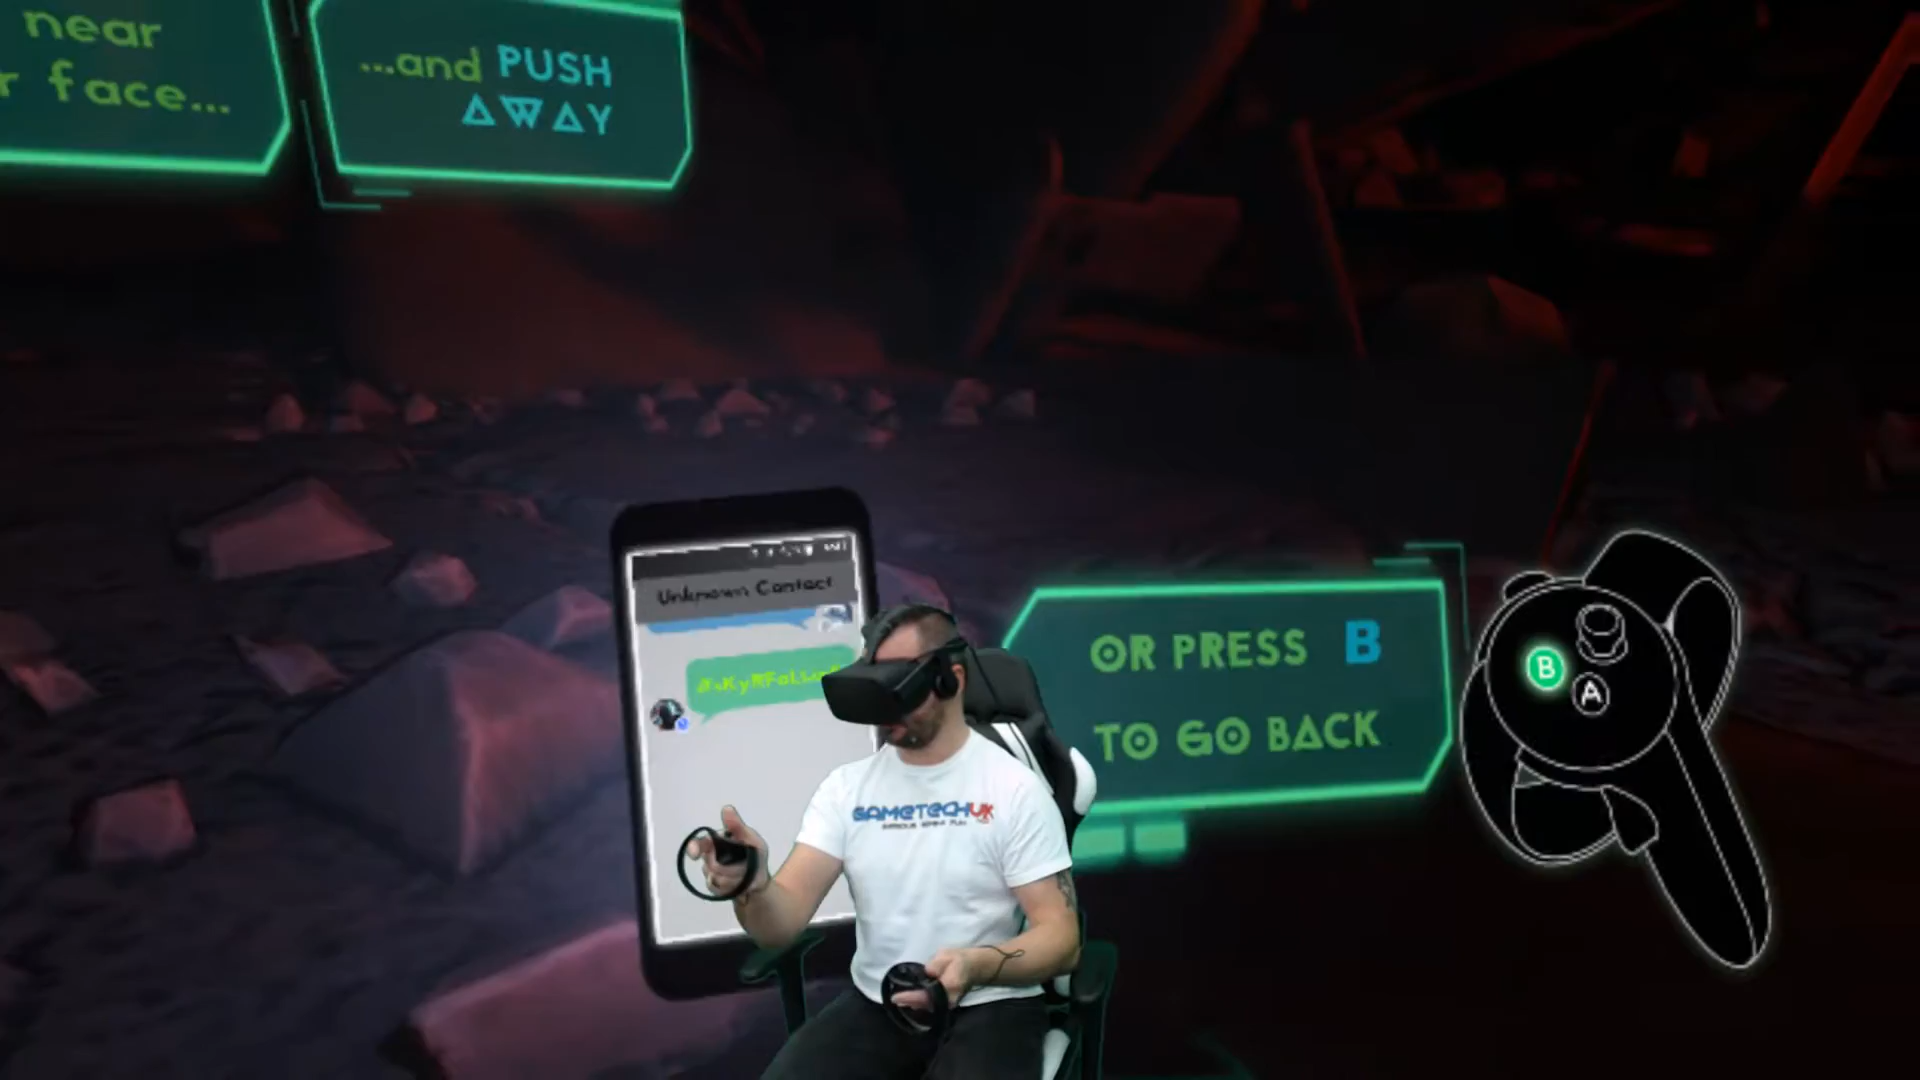 near
r face...
...and PUSH
AWAY
Unknown Contact
OR PRESS B
TO GO BACK
B
A
GAMETECHUK